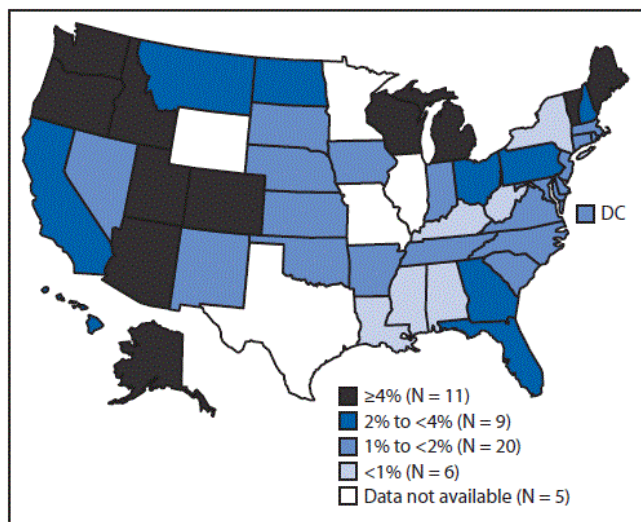 DC
≥4% (N = 11)
2% to <4% (N = 9)
1% to <2% (N = 20)
<1% (N = 6)
Data not available (N = 5)